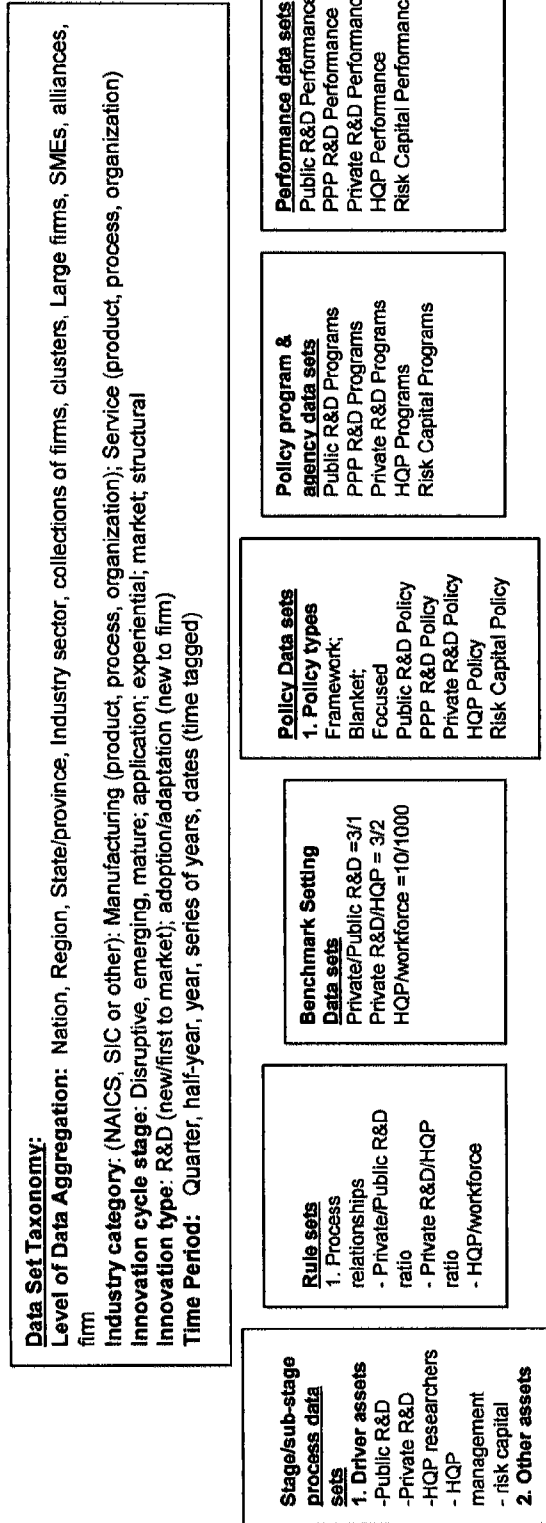 Data Set Taxonomy:
Level of Data Aggregation: Nation, Region, State/province, Industry sector, collections of firms, clusters, Large firms, SMEs, alliances,
firm
Industry category: (NAICS, SIC or other): Manufacturing (product, process, organization); Service (product, process, organization)
Innovation cycle stage: Disruptive, emerging, mature; application; experiential; market; structural
Innovation type: R&D (new/first to market); adoption/adaptation (new to firm)
Time Period: Quarter, half-year, year, series of years, dates (time tagged)
Stage/sub-stage
process data
sets
1. Driver assets
-Public R&D
-Private R&D
-HQP researchers
- HQP
management
- risk capital
2. Other assets
Rule sets
1. Process
relationships
- Private/Public R&D
ratio
- Private R&D/HQP
ratio
- HQP/workforce
Benchmark Setting
Data sets
Private/Public R&D =3/1
Private R&D/HQP = 3/2
HQP/workforce =10/1000
Policy Data sets
1. Policy types
Framework;
Blanket;
Focused
Public R&D Policy
PPP R&D Policy
Private R&D Policy
HQP Policy
Risk Capital Policy
Policy program &
agency data sets
Public R&D Programs
PPP R&D Programs
Private R&D Programs
HQP Programs
Risk Capital Programs
Performance data sets
Public R&D Performance
PPP R&D Performance
Private R&D Performance
HQP Performance
Risk Capital Performance